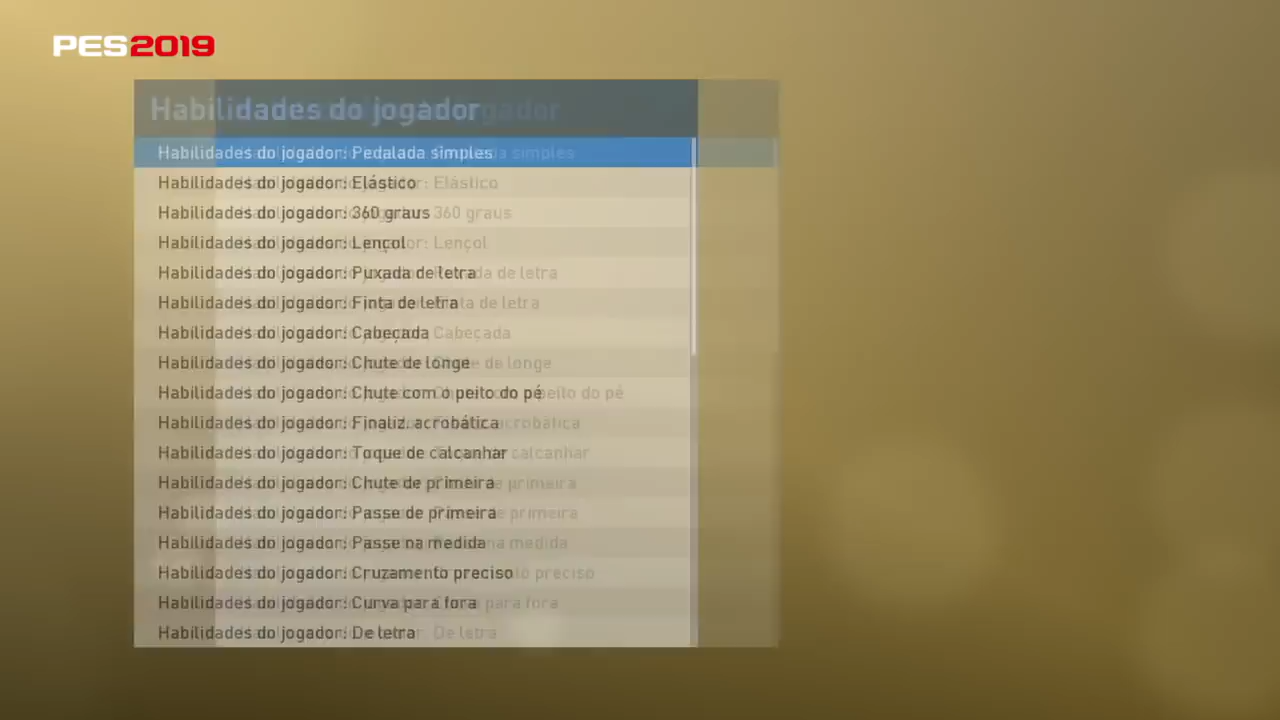 PES2019
Habilidades do jogador
Habilidades do jogador: Pedalada simples
Habilidades do jogador: Elástico
Habilidades do jogador: 360 graus
Habilidades do jogador: Lençol
Habilidades do jogador: Puxada de letra
Habilidades do jogador: Finta de letra
Habilidades do jogador: Cabeçada
Habilidades do jogador: Chute de longe
Habilidades do jogador: Chute com o peito do pé
Habilidades do jogador: Finaliz. acrobática
Habilidades do jogador: Toque de calcanhar
Habilidades do jogador: Chute de primeira
Habilidades do jogador: Passe de primeira
Habilidades do jogador: Passe na medida
Habilidades do jogador: Cruzamento preciso
Habilidades do jogador: Curva para fora
Habilidades do jogador: De letra